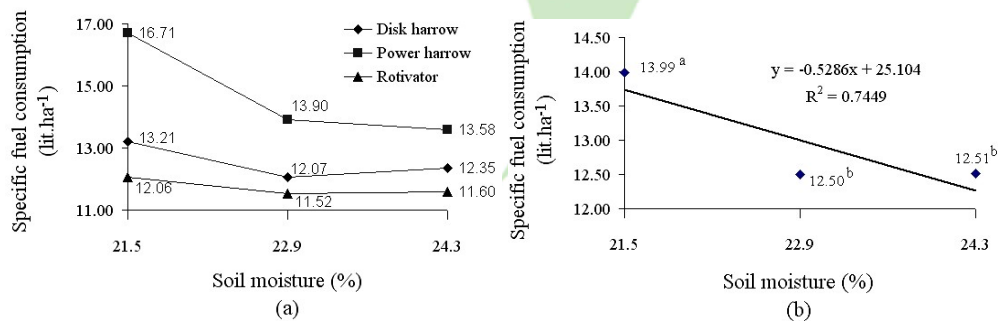 Specific fuel consumption
(lit.ha-1)
17.00
15.00
13.00
11.00
16.71
13.90
13.58
13.21
12.07
12.35
12.06
11.52
11.60
Disk harrow
Power harrow
Rotivator
21.5
22.9
24.3
Soil moisture (%)
(a)
Specific fuel consumption
(lit.ha-1)
14.50
14.00
13.50
13.00
12.50
12.00
13.99 a
12.50 b
12.51 b
y = -0.5286x + 25.104
R2 = 0.7449
21.5
22.9
24.3
Soil moisture (%)
(b)